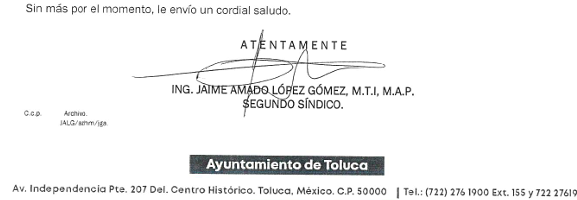 Sin más por el momento, le envío un cordial saludo.
ATENTAMENTE
ING. JAIME AMADO LÓPEZ GÓMEZ, M.T.I, M.A.P.
SEGUNDO SÍNDICO.
C.c.p. Archivo.
JALG/azhm/jga
Ayuntamiento de Toluca
Av. Independencia Pte. 207 Del. Centro Histórico. Toluca, México. C.P. 50000 | Tel.: (722) 276 1900 Ext. 155 y 722 27619